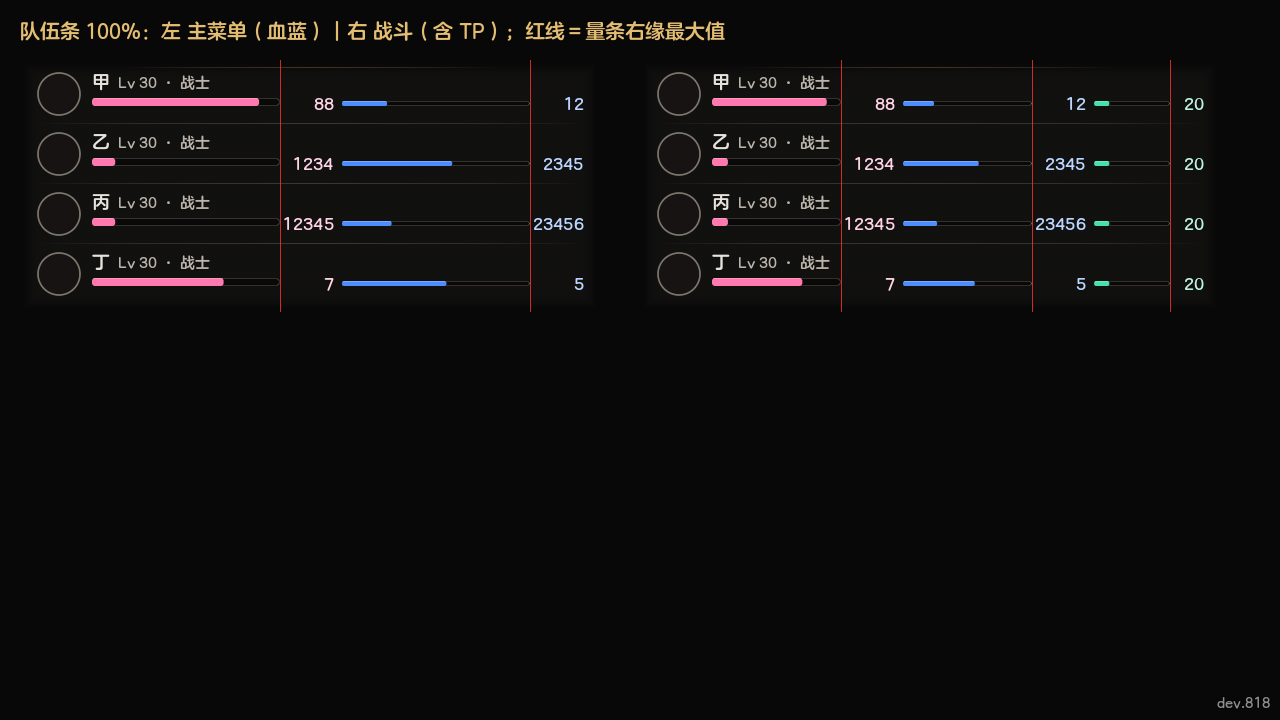 队伍条 100%：左 主菜单（血蓝）｜右 战斗（含 TP）；红线＝量条右缘最大值
甲 Lv 30 · 战士
88 12
乙 Lv 30 · 战士
1234 2345
丙 Lv 30 · 战士
12345 23456
丁 Lv 30 · 战士
7 5
甲 Lv 30 · 战士
88 12 20
乙 Lv 30 · 战士
1234 2345 20
丙 Lv 30 · 战士
12345 23456 20
丁 Lv 30 · 战士
7 5 20
dev.818